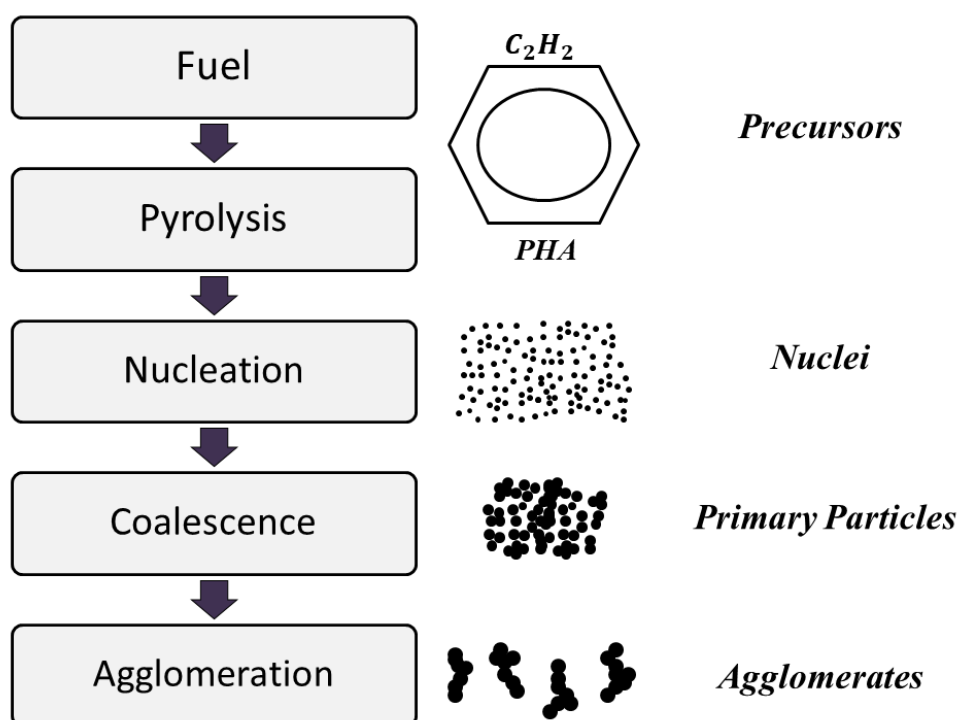 Fuel
C₂H₂
Precursors
Pyrolysis
PHA
Nucleation
Nuclei
Coalescence
Primary Particles
Agglomeration
Agglomerates